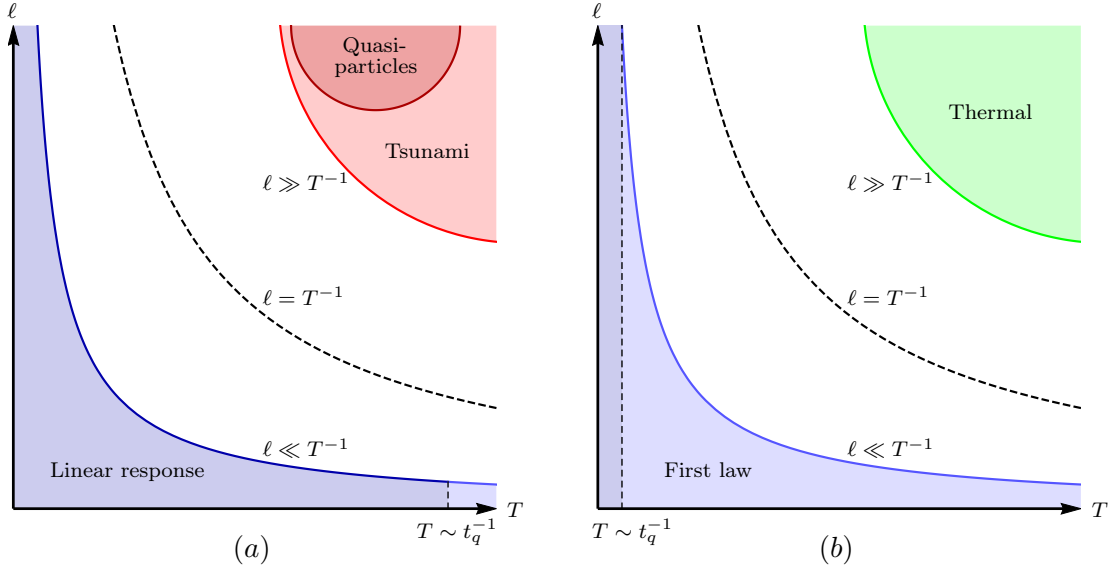 ℓ
Quasi-
particles
Tsunami
ℓ ≫ T⁻¹
ℓ = T⁻¹
ℓ ≪ T⁻¹
Linear response
T
T ∼ t_q⁻¹
(a)
ℓ
Thermal
ℓ ≫ T⁻¹
ℓ = T⁻¹
ℓ ≪ T⁻¹
First law
T
T ∼ t_q⁻¹
(b)